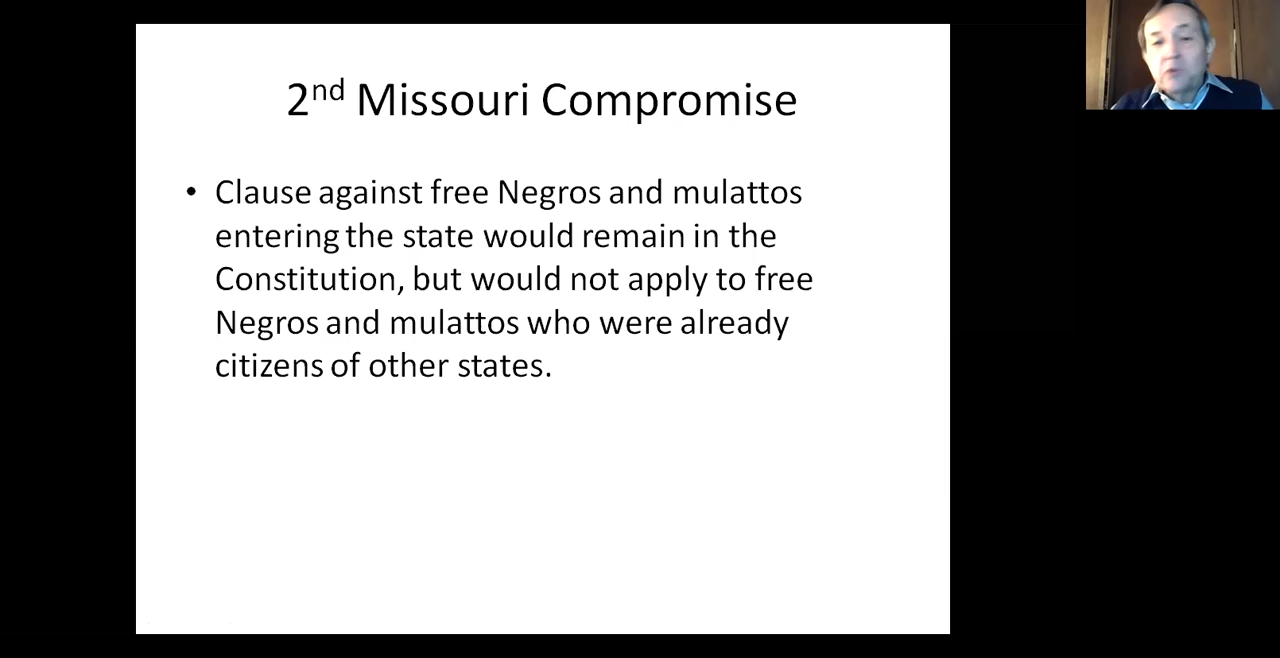 2nd Missouri Compromise
• Clause against free Negros and mulattos
entering the state would remain in the
Constitution, but would not apply to free
Negros and mulattos who were already
citizens of other states.